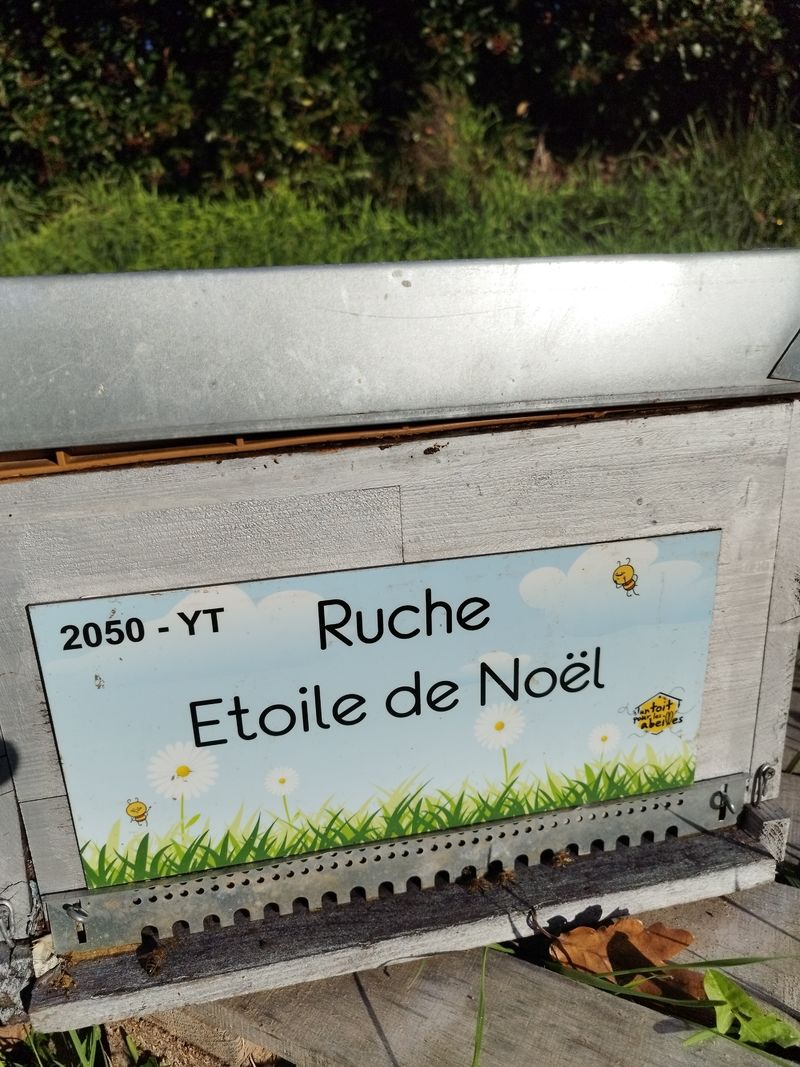 2050 - YT
Ruche
Etoile de Noël
Un toit
pour les
abeilles